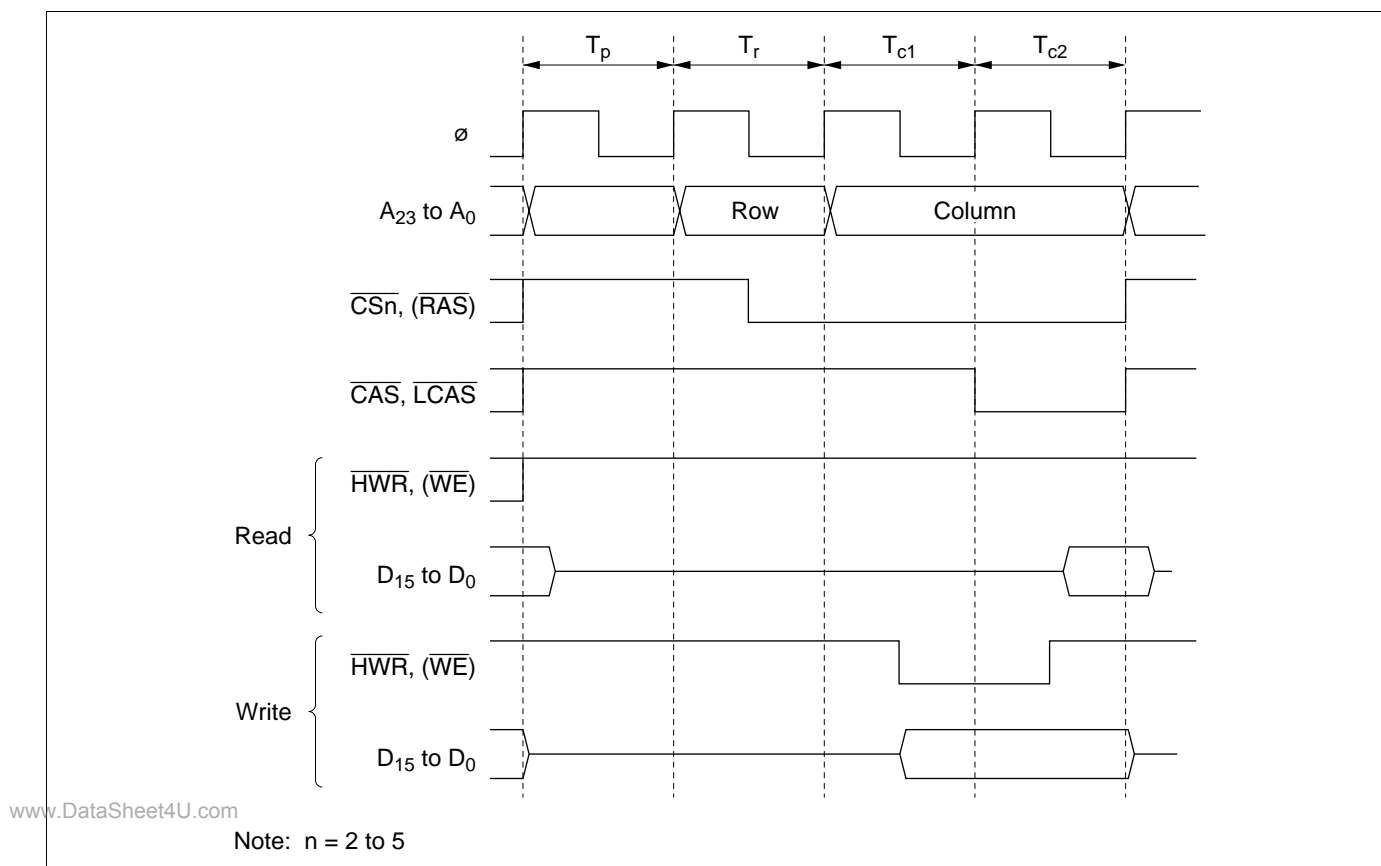 Tp Tr Tc1 Tc2
ø
A23 to A0 Row Column
CSn, (RAS)
CAS, LCAS
HWR, (WE)
Read
D15 to D0
HWR, (WE)
Write
D15 to D0
www.DataSheet4U.com
Note: n = 2 to 5